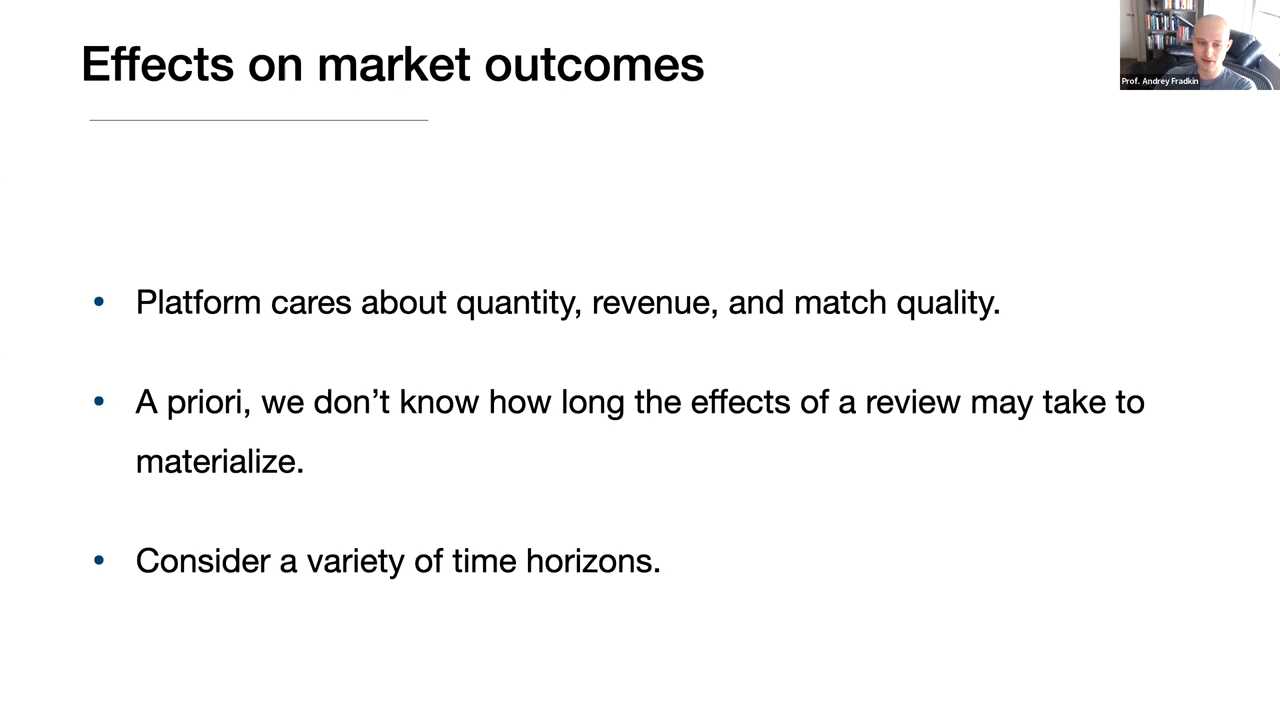 Effects on market outcomes
Prof. Andrey Fradkin
• Platform cares about quantity, revenue, and match quality.
• A priori, we don’t know how long the effects of a review may take to
materialize.
• Consider a variety of time horizons.